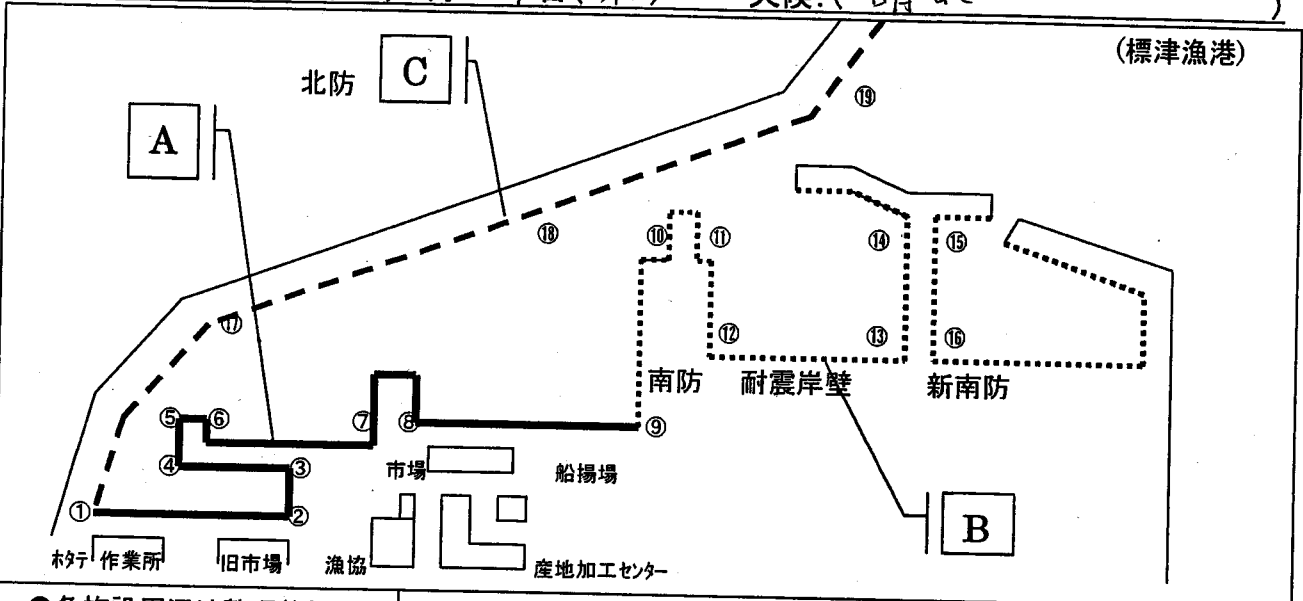 天候:(晴
(標津漁港)
北防
C
A
⑲
⑱
⑩
⑪
⑭
⑮
⑰
⑫
⑬
⑯
南防
耐震岸壁
新南防
⑤
⑥
⑦
⑧
⑨
④
③
市場
船揚場
①
②
B
ホタテ
作業所
旧市場
漁協
産地加工センター